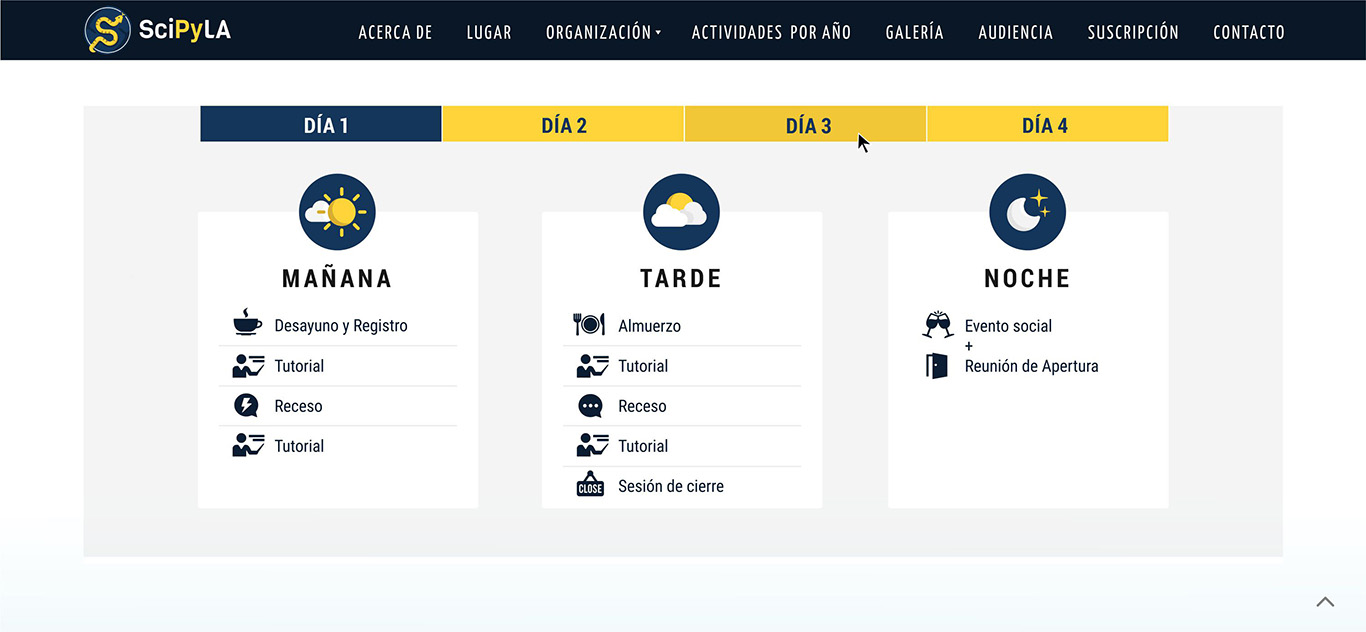 SciPyLA
ACERCA DE LUGAR ORGANIZACIÓN ACTIVIDADES POR AÑO GALERÍA AUDIENCIA SUSCRIPCIÓN CONTACTO
DÍA 1 DÍA 2 DÍA 3 DÍA 4
MAÑANA
Desayuno y Registro
Tutorial
Receso
Tutorial
TARDE
Almuerzo
Tutorial
Receso
Tutorial
CLOSE Sesión de cierre
NOCHE
Evento social
+
Reunión de Apertura